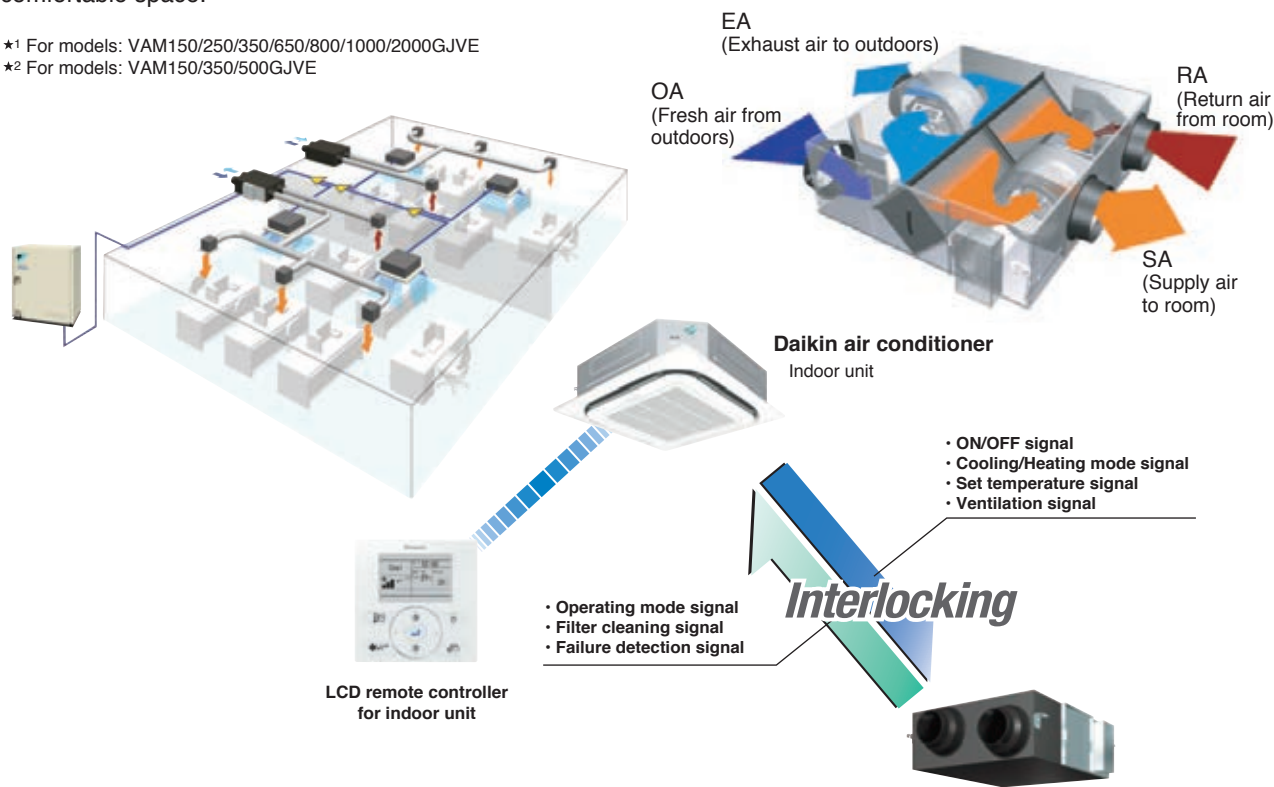 comfortable space.
★1 For models: VAM150/250/350/650/800/1000/2000GJVE
★2 For models: VAM150/350/500GJVE
EA
(Exhaust air to outdoors)
OA
(Fresh air from
outdoors)
RA
(Return air
from room)
SA
(Supply air
to room)
Daikin air conditioner
Indoor unit
・ON/OFF signal
・Cooling/Heating mode signal
・Set temperature signal
・Ventilation signal
Interlocking
・Operating mode signal
・Filter cleaning signal
・Failure detection signal
LCD remote controller
for indoor unit